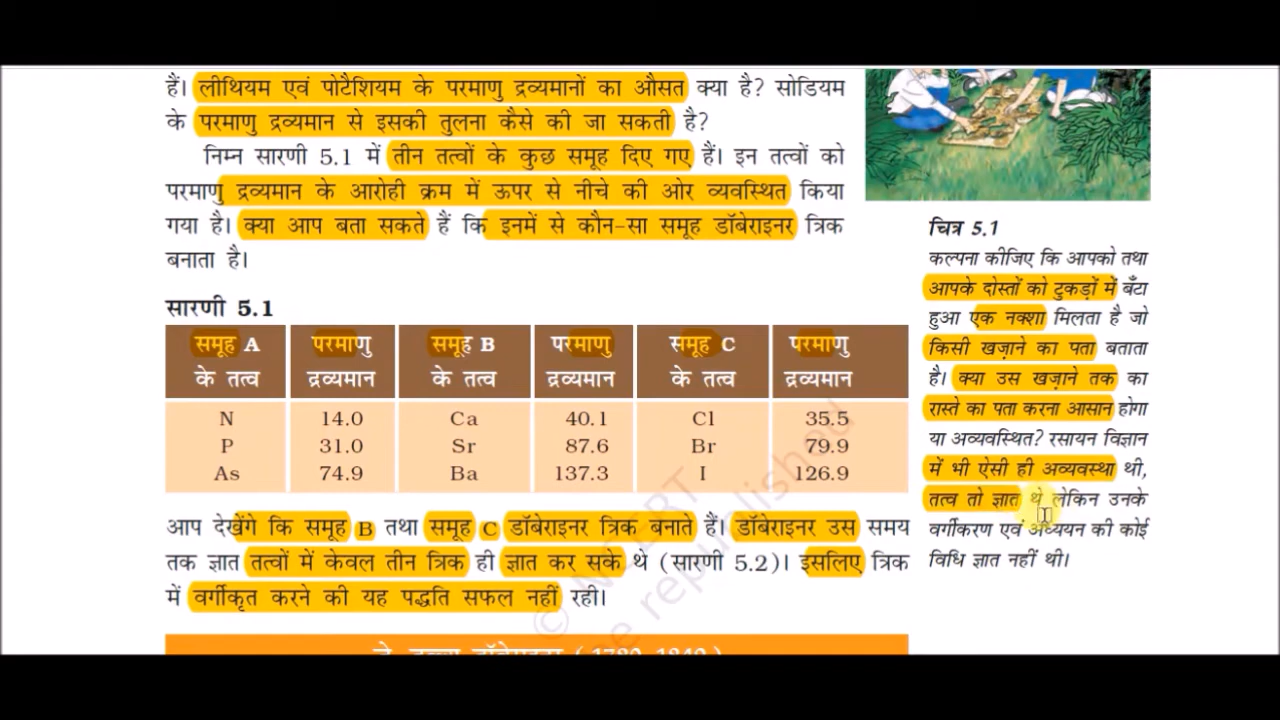 हैं। लीथियम एवं पोटैशियम के परमाणु द्रव्यमानों का औसत क्या है? सोडियम
के परमाणु द्रव्यमान से इसकी तुलना कैसे की जा सकती है?
निम्न सारणी 5.1 में तीन तत्वों के कुछ समूह दिए गए हैं। इन तत्वों को
परमाणु द्रव्यमान के आरोही क्रम में ऊपर से नीचे की ओर व्यवस्थित किया
गया है। क्या आप बता सकते हैं कि इनमें से कौन-सा समूह डॉबेराइनर त्रिक
बनाता है।
सारणी 5.1
समूह A परमाणु समूह B परमाणु समूह C परमाणु
के तत्व द्रव्यमान के तत्व द्रव्यमान के तत्व द्रव्यमान
N 14.0 Ca 40.1 Cl 35.5
P 31.0 Sr 87.6 Br 79.9
As 74.9 Ba 137.3 I 126.9
आप देखेंगे कि समूह B तथा समूह C डॉबेराइनर त्रिक बनाते हैं। डॉबेराइनर उस समय
तक ज्ञात तत्वों में केवल तीन त्रिक ही ज्ञात कर सके थे (सारणी 5.2)। इसलिए त्रिक
में वर्गीकृत करने की यह पद्धति सफल नहीं रही।
चित्र 5.1
कल्पना कीजिए कि आपको तथा
आपके दोस्तों को टुकड़ों में बँटा
हुआ एक नक्शा मिलता है जो
किसी खज़ाने का पता बताता
है। क्या उस खज़ाने तक का
रास्ते का पता करना आसान होगा
या अव्यवस्थित? रसायन विज्ञान
में भी ऐसी ही अव्यवस्था थी,
तत्व तो ज्ञात थे लेकिन उनके
वर्गीकरण एवं अध्ययन की कोई
विधि ज्ञात नहीं थी।